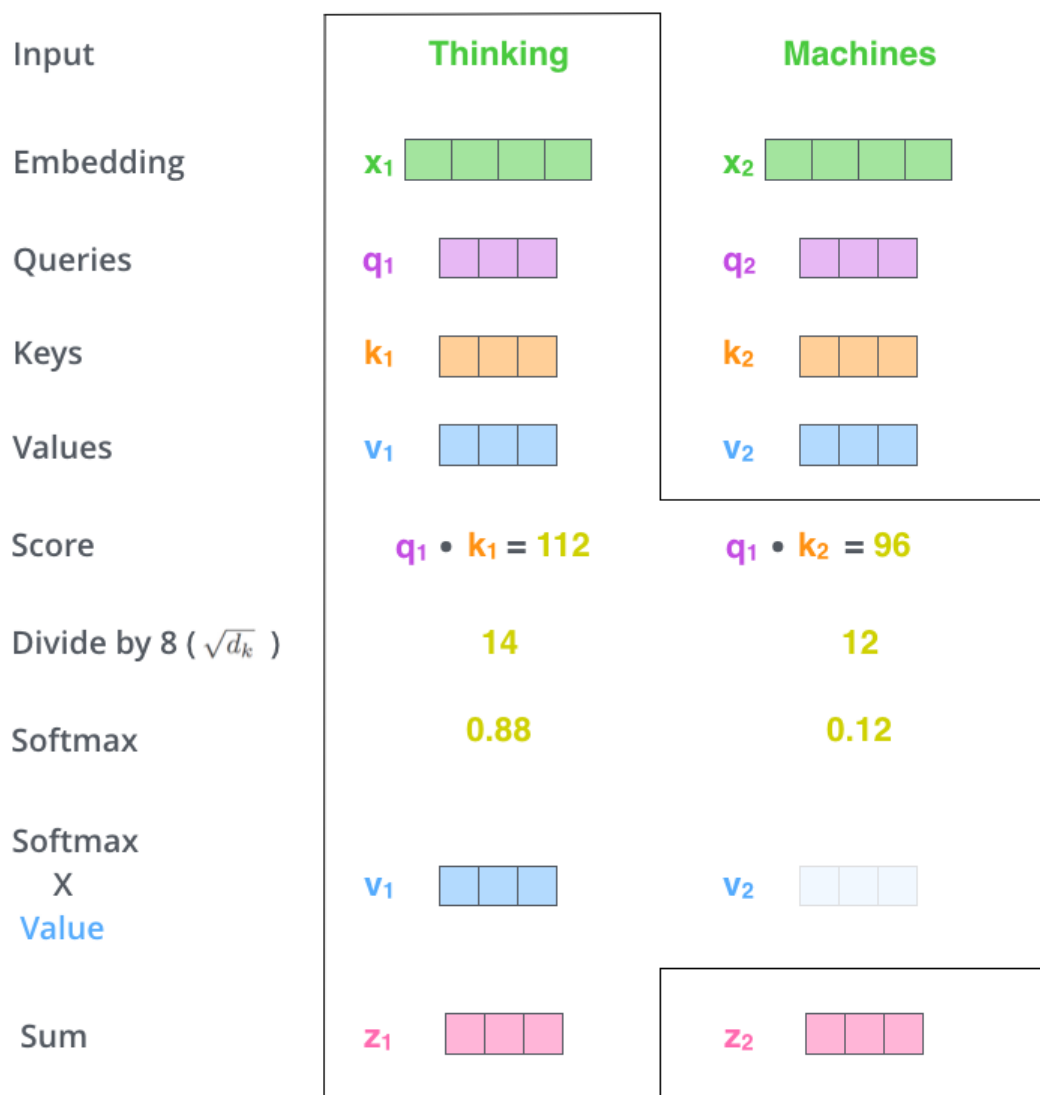 Input Thinking Machines
Embedding x₁ x₂
Queries q₁ q₂
Keys k₁ k₂
Values v₁ v₂
Score q₁ • k₁ = 112 q₁ • k₂ = 96
Divide by 8 ( √dₖ ) 14 12
Softmax 0.88 0.12
Softmax
X
Value
v₁ v₂
Sum z₁ z₂